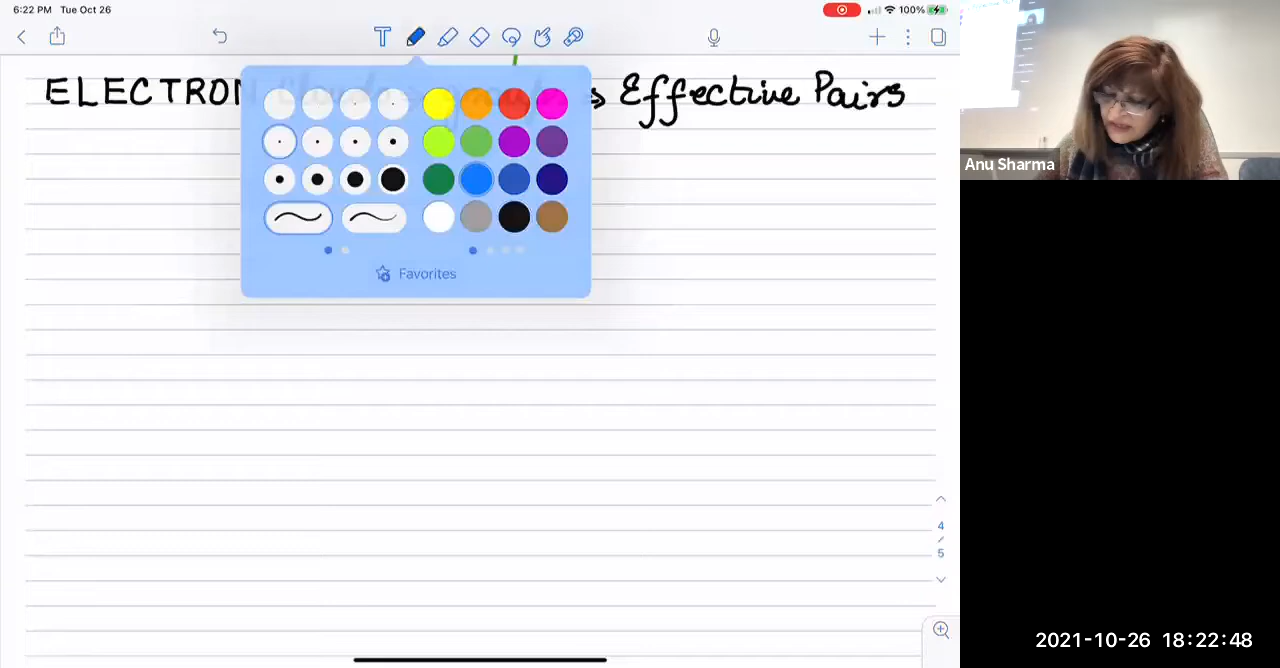 6:22 PM Tue Oct 26
100%
T
ELECTRON Effective Pairs
Favorites
4
/
5
Anu Sharma
2021-10-26 18:22:48